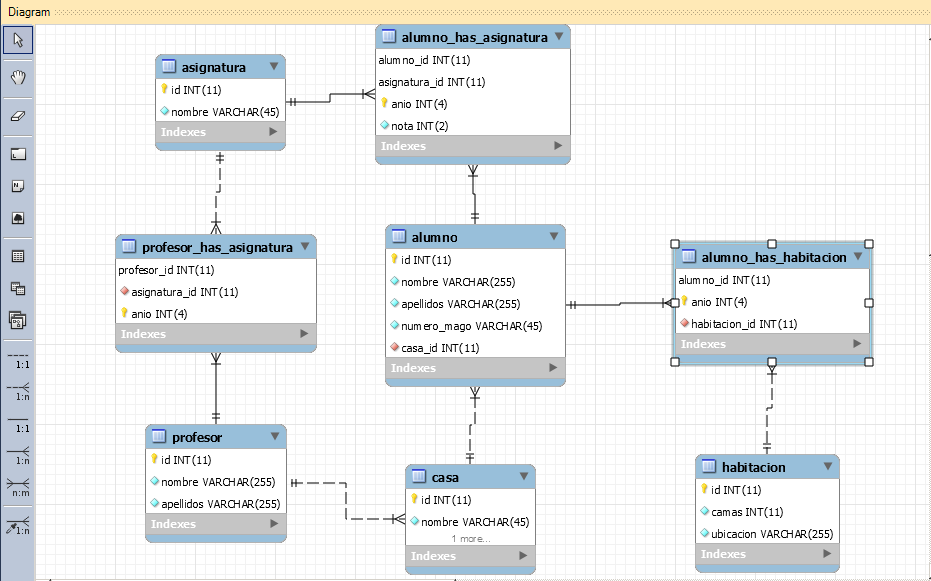 Diagram
asignatura
id INT(11)
nombre VARCHAR(45)
Indexes
alumno_has_asignatura
alumno_id INT(11)
asignatura_id INT(11)
anio INT(4)
nota INT(2)
Indexes
profesor_has_asignatura
profesor_id INT(11)
asignatura_id INT(11)
anio INT(4)
Indexes
alumno
id INT(11)
nombre VARCHAR(255)
apellidos VARCHAR(255)
numero_mago VARCHAR(45)
casa_id INT(11)
Indexes
alumno_has_habitacion
alumno_id INT(11)
anio INT(4)
habitacion_id INT(11)
Indexes
profesor
id INT(11)
nombre VARCHAR(255)
apellidos VARCHAR(255)
Indexes
casa
id INT(11)
nombre VARCHAR(45)
1 more...
Indexes
habitacion
id INT(11)
camas INT(11)
ubicacion VARCHAR(255)
Indexes
1:1
1:n
1:1
1:n
n:m
1:n